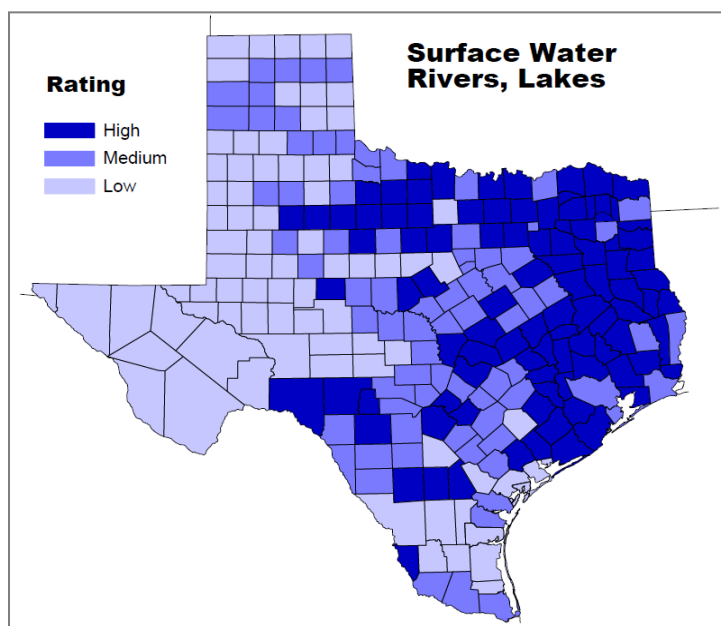 Surface Water
Rivers, Lakes
Rating
High
Medium
Low